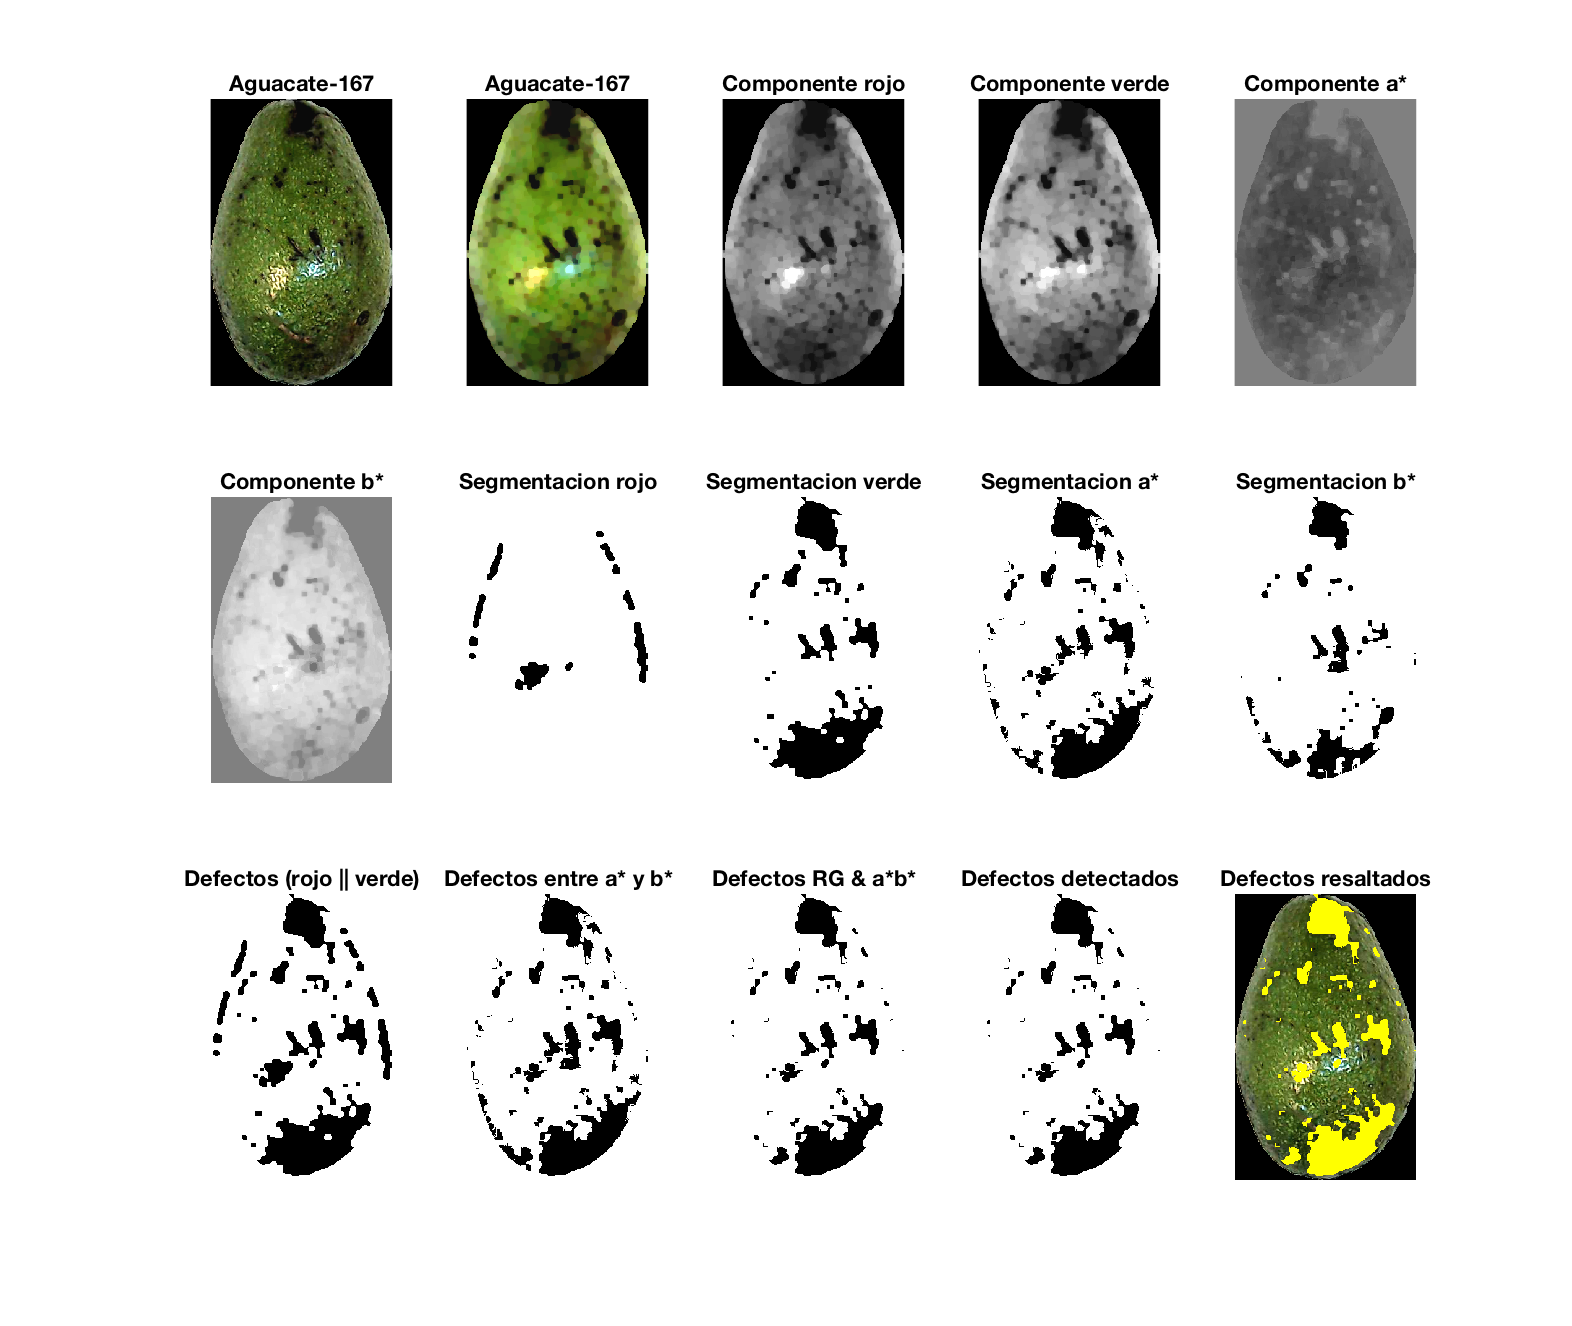 Aguacate-167
Aguacate-167
Componente rojo
Componente verde
Componente a*
Componente b*
Segmentacion rojo
Segmentacion verde
Segmentacion a*
Segmentacion b*
Defectos (rojo || verde)
Defectos entre a* y b*
Defectos RG & a*b*
Defectos detectados
Defectos resaltados